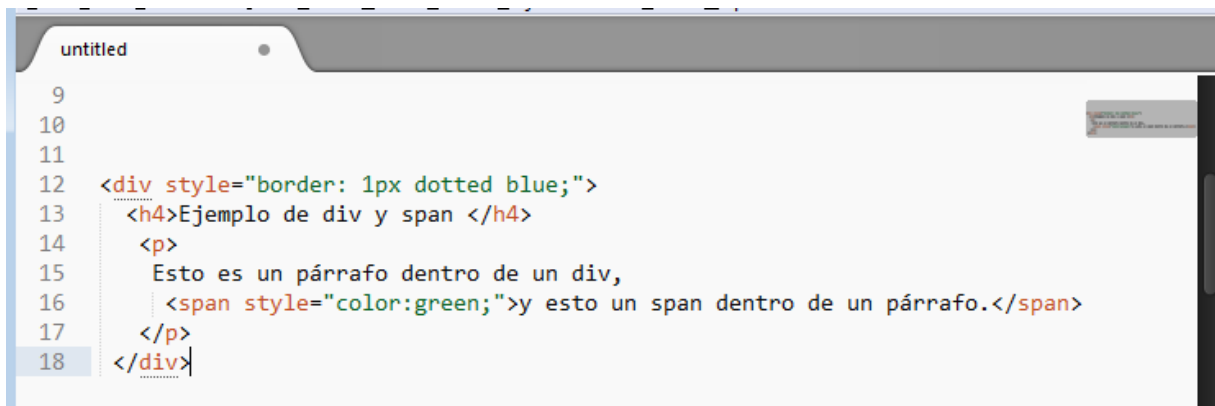 untitled
9
10
11
12 <div style="border: 1px dotted blue;">
13 <h4>Ejemplo de div y span </h4>
14 <p>
15 Esto es un párrafo dentro de un div,
16 <span style="color:green;">y esto un span dentro de un párrafo.</span>
17 </p>
18 </div>